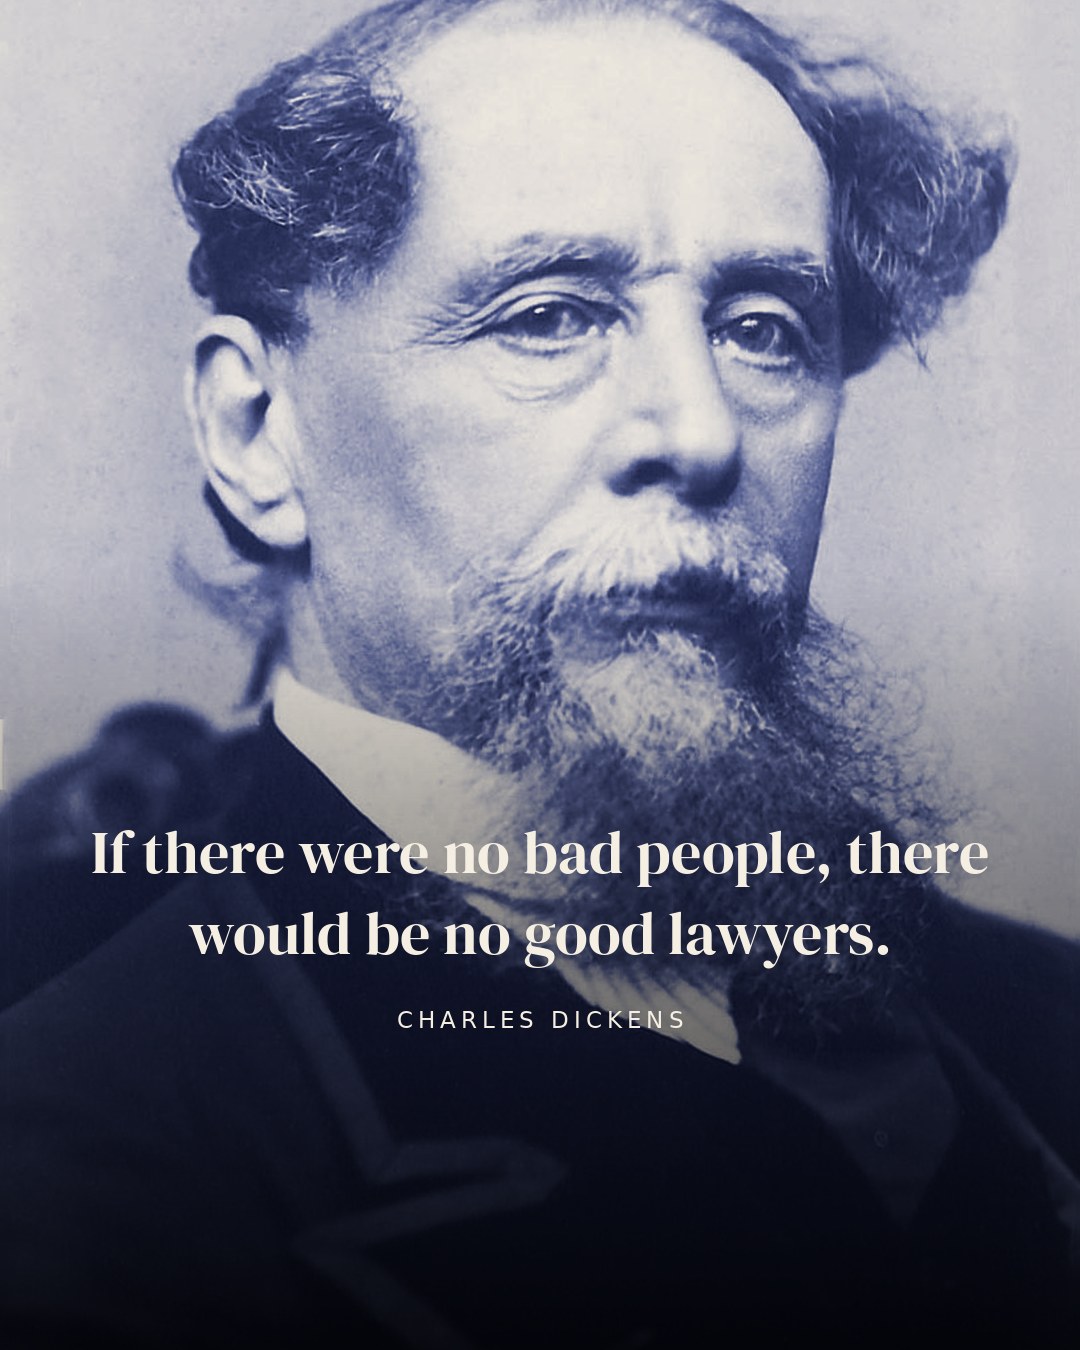 If there were no bad people, there
would be no good lawyers.
CHARLES DICKENS